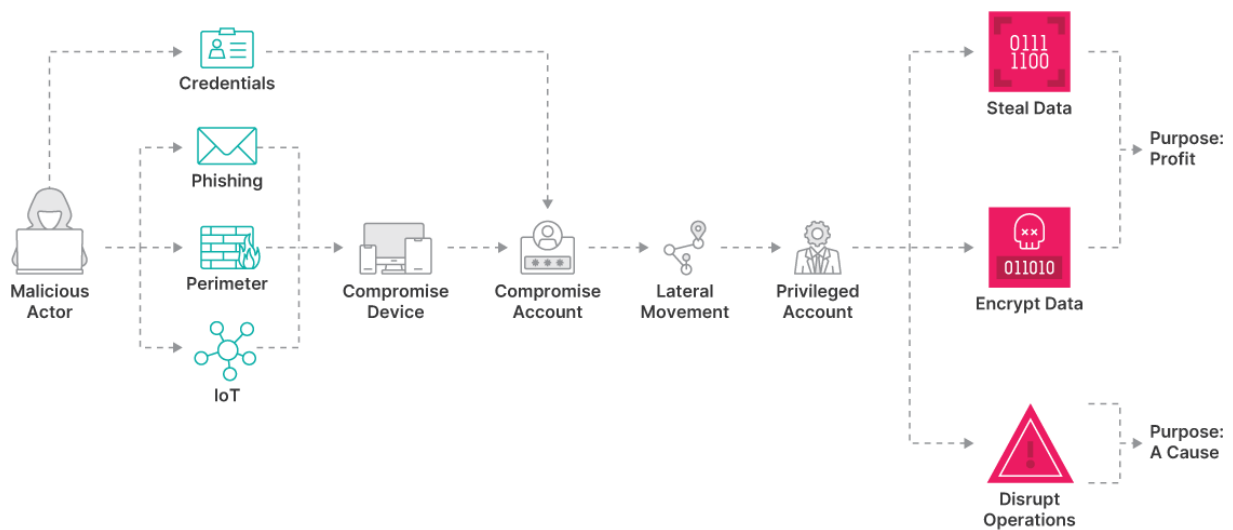 Credentials
Phishing
Perimeter
IoT
Malicious
Actor
Compromise
Device
Compromise
Account
***
Lateral
Movement
Privileged
Account
0111
1100
Steal Data
011010
Encrypt Data
!
Disrupt
Operations
Purpose:
Profit
Purpose:
A Cause